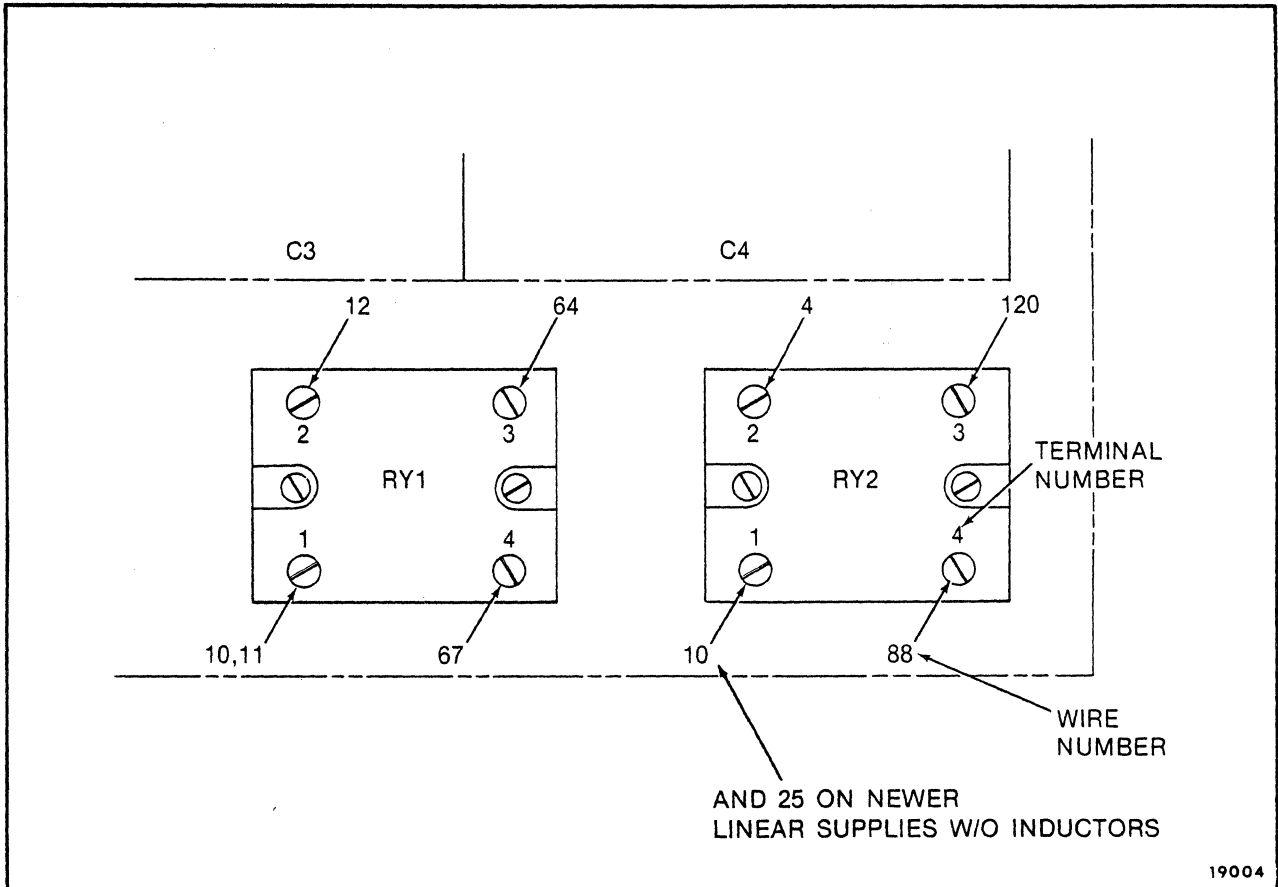 C3
C4
12
64
4
120
2
3
2
3
RY1
RY2
TERMINAL
NUMBER
1
4
1
4
10,11
67
10
88
WIRE
NUMBER
AND 25 ON NEWER
LINEAR SUPPLIES W/O INDUCTORS
19004